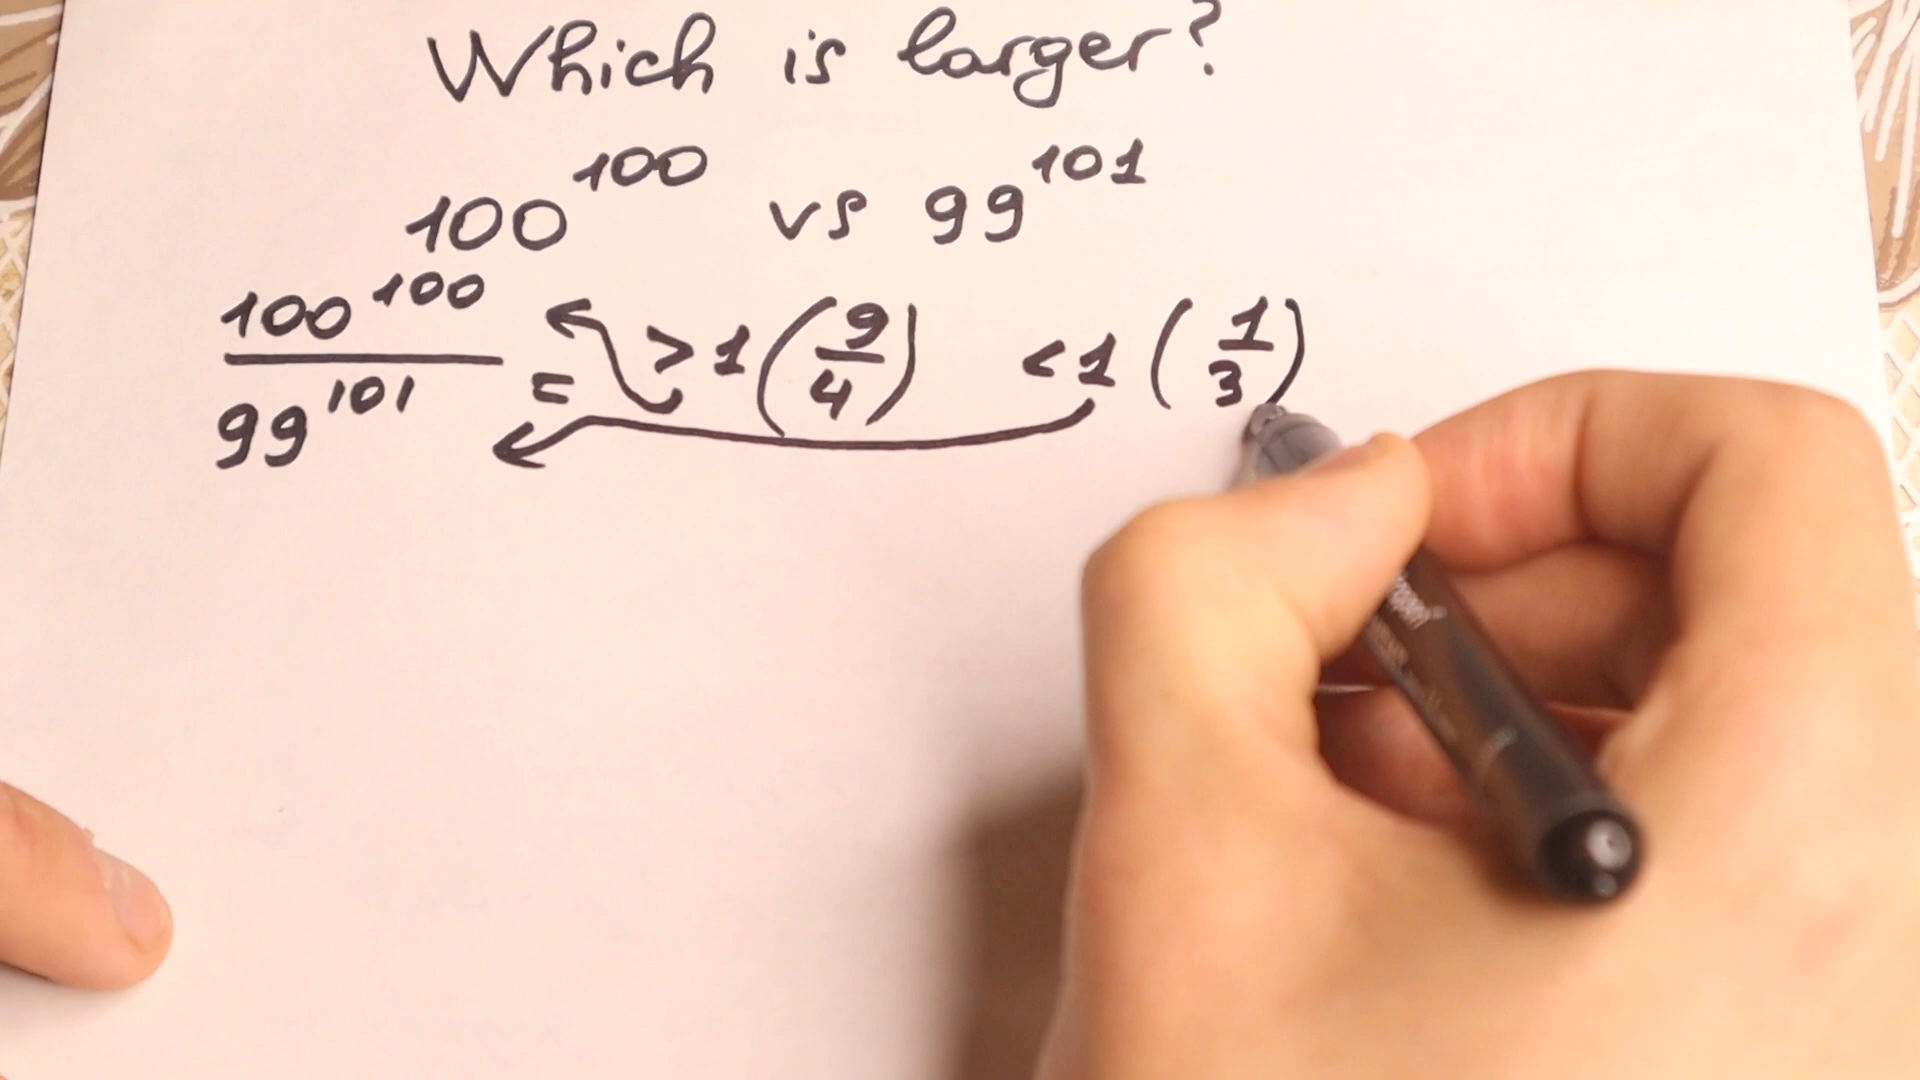 Which is larger?
100^100 vs 99^101
100^100 / 99^101 = > 1 (9/4) < 1 (1/3)